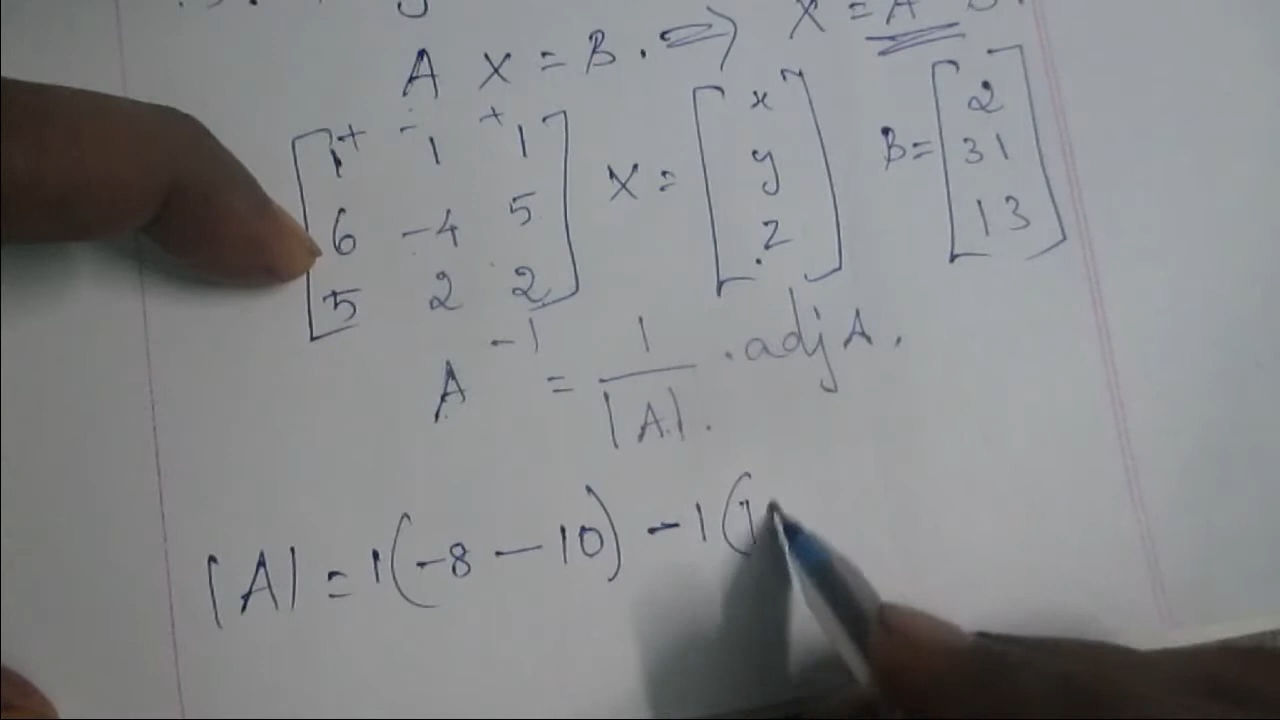 X = A
A X = B . ⇒
1+ -1 +1
6 -4 5
5 2 2
X = [ x y z ]
B = [ 2 31 13 ]
A^-1 = 1/|A| . adj A .
|A| = 1(-8 - 10) - 1(1